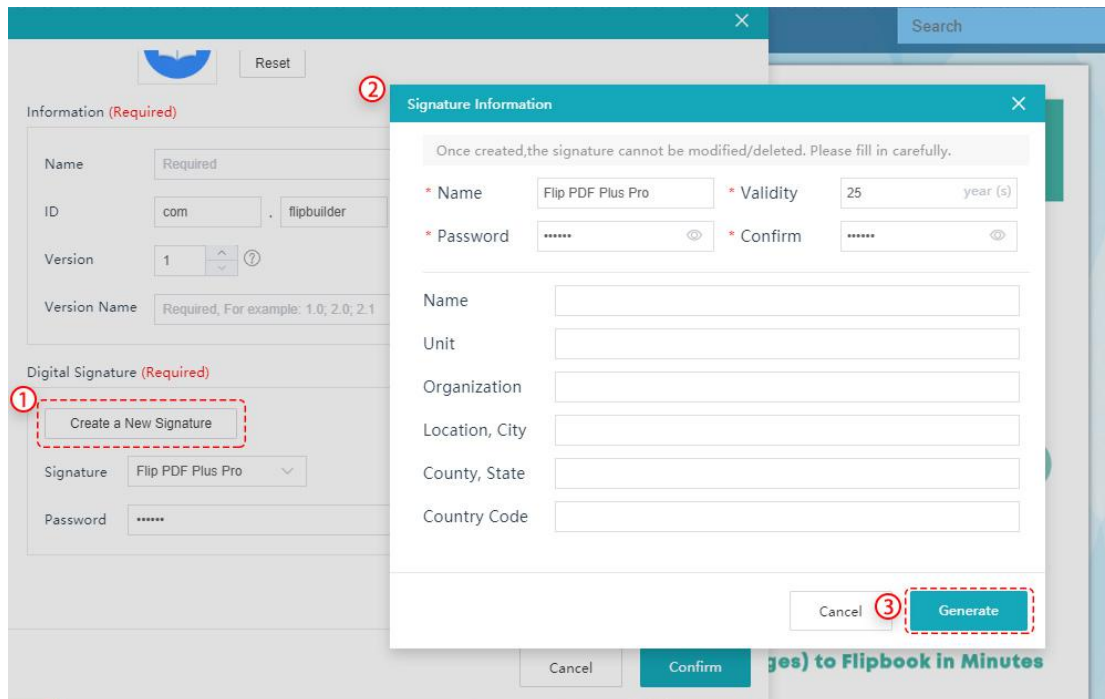 Search
Reset
Information (Required)
Name Required
ID com . flipbuilder
Version 1 ?
Version Name Required, For example: 1.0; 2.0; 2.1
Digital Signature (Required)
①
Create a New Signature
Signature Flip PDF Plus Pro
Password ••••••
Cancel Confirm
②
Signature Information
Once created,the signature cannot be modified/deleted. Please fill in carefully.
* Name Flip PDF Plus Pro * Validity 25 year (s)
* Password •••••• * Confirm ••••••
Name
Unit
Organization
Location, City
County, State
Country Code
Cancel ③ Generate
to Flipbook in Minutes